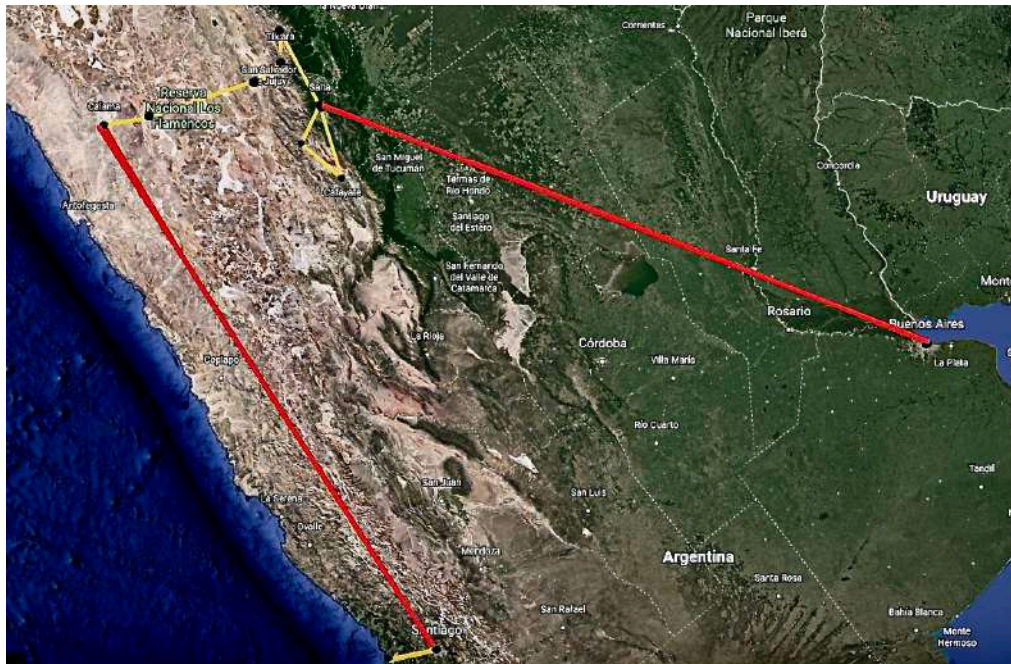 Corrientes
Parque
Nacional Iberá
Tilcara
San Salvador
de Jujuy
Salta
Calama
Reserva
Nacional Los
Flamencos
San Miguel
de Tucumán
Cafayate
Termas de
Río Hondo
Concordia
Antofagasta
Uruguay
Santiago
del Estero
Santa Fe
San Fernando
del Valle de
Catamarca
Rosario
Buenos Aires
La Rioja
Córdoba
Villa María
La Plata
Copiapó
Río Cuarto
Tandil
San Juan
San Luis
La Serena
Ovalle
Mendoza
Argentina
Santa Rosa
San Rafael
Bahía Blanca
Santiago
Monte
Hermoso